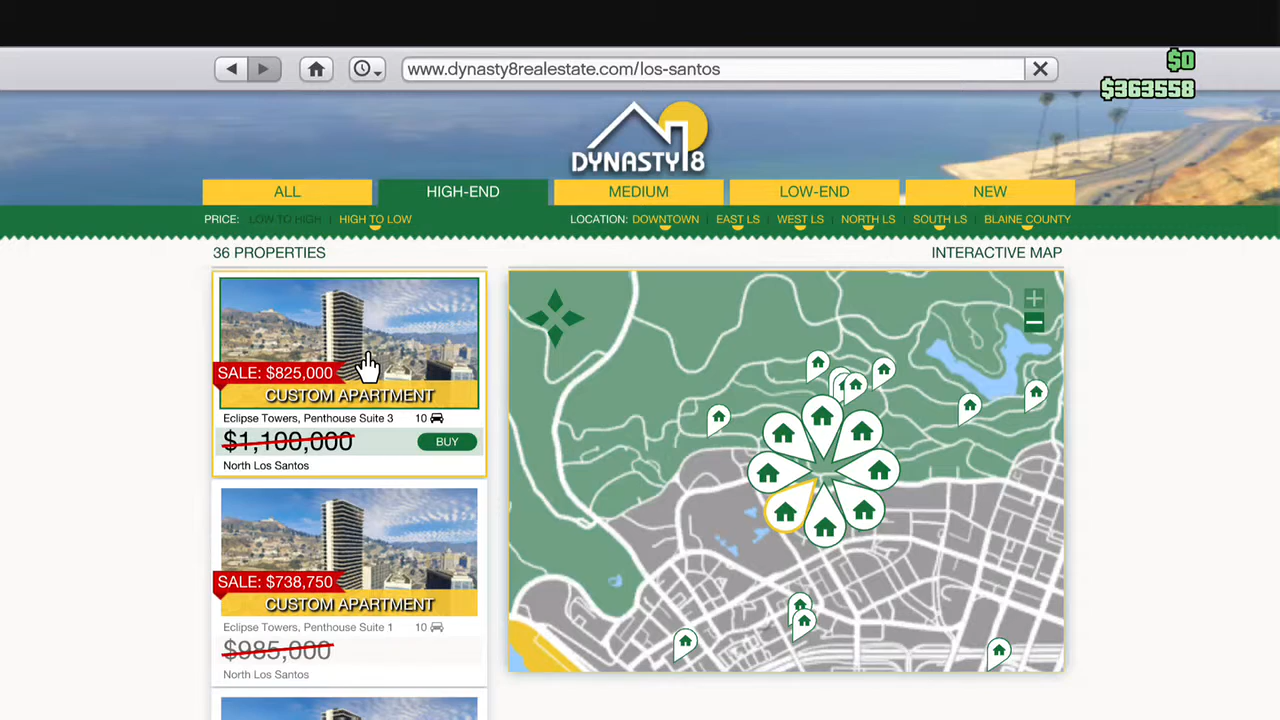 www.dynasty8realestate.com/los-santos
$0
$363558
DYNASTY8
ALL
HIGH-END
MEDIUM
LOW-END
NEW
PRICE: LOW TO HIGH | HIGH TO LOW
LOCATION: DOWNTOWN | EAST LS | WEST LS | NORTH LS | SOUTH LS | BLAINE COUNTY
36 PROPERTIES
INTERACTIVE MAP
SALE: $825,000
CUSTOM APARTMENT
Eclipse Towers, Penthouse Suite 3 10
$1,100,000
BUY
North Los Santos
SALE: $738,750
CUSTOM APARTMENT
Eclipse Towers, Penthouse Suite 1 10
$985,000
North Los Santos